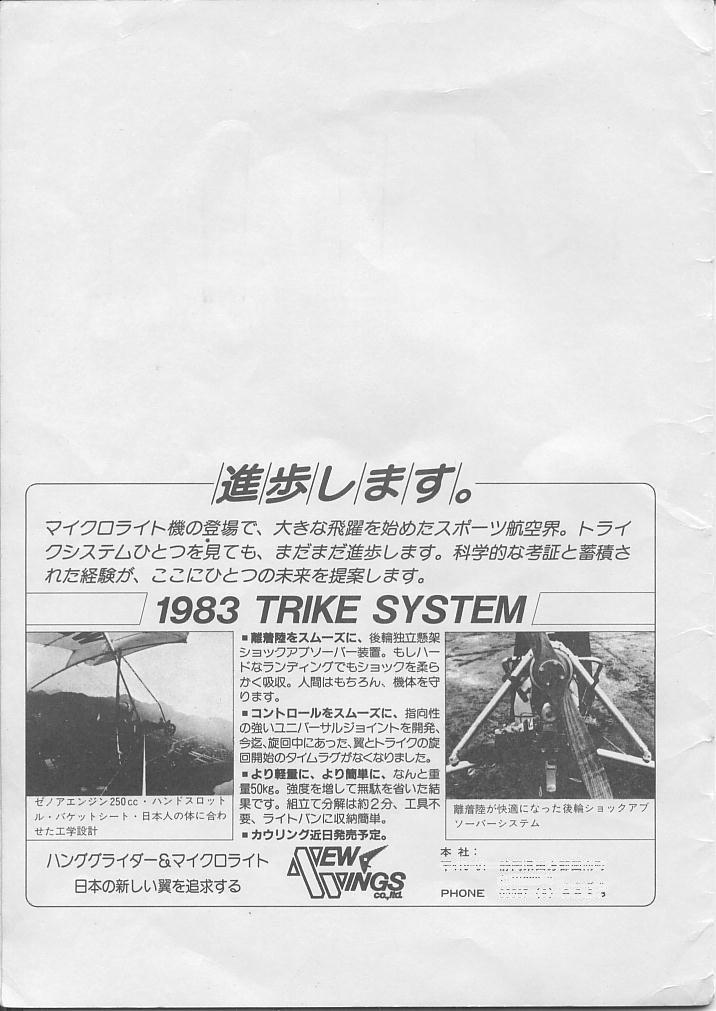 進歩します。
マイクロライト機の登場で、大きな飛躍を始めたスポーツ航空界。トライ
クシステムひとつを見ても、まだまだ進歩します。科学的な考証と蓄積さ
れた経験が、ここにひとつの未来を提案します。
1983 TRIKE SYSTEM
■離着陸をスムーズに、後輪独立懸架
ショックアブソーバー装置。もしハー
ドなランディングでもショックを柔ら
かく吸収。人間はもちろん、機体を守
ります。
■コントロールをスムーズに、指向性
の強いユニバーサルジョイントを開発、
今迄、旋回中にあった、翼とトライクの旋
回開始のタイムラグがなくなりました。
■より軽量に、より簡単に、なんと重
量50kg。強度を増して無駄を省いた結
果です。組立て分解は約2分、工具不
要、ライトバンに収納簡単。
■カウリング近日発売予定。
ゼノアエンジン250cc・ハンドスロット
ル・バケットシート・日本人の体に合わ
せた工学設計
離着陸が快適になった後輪ショックアブ
ソーバーシステム
ハンググライダー&マイクロライト
日本の新しい翼を追求する
NEW
WINGS
co.,ltd.
本社:
PHONE